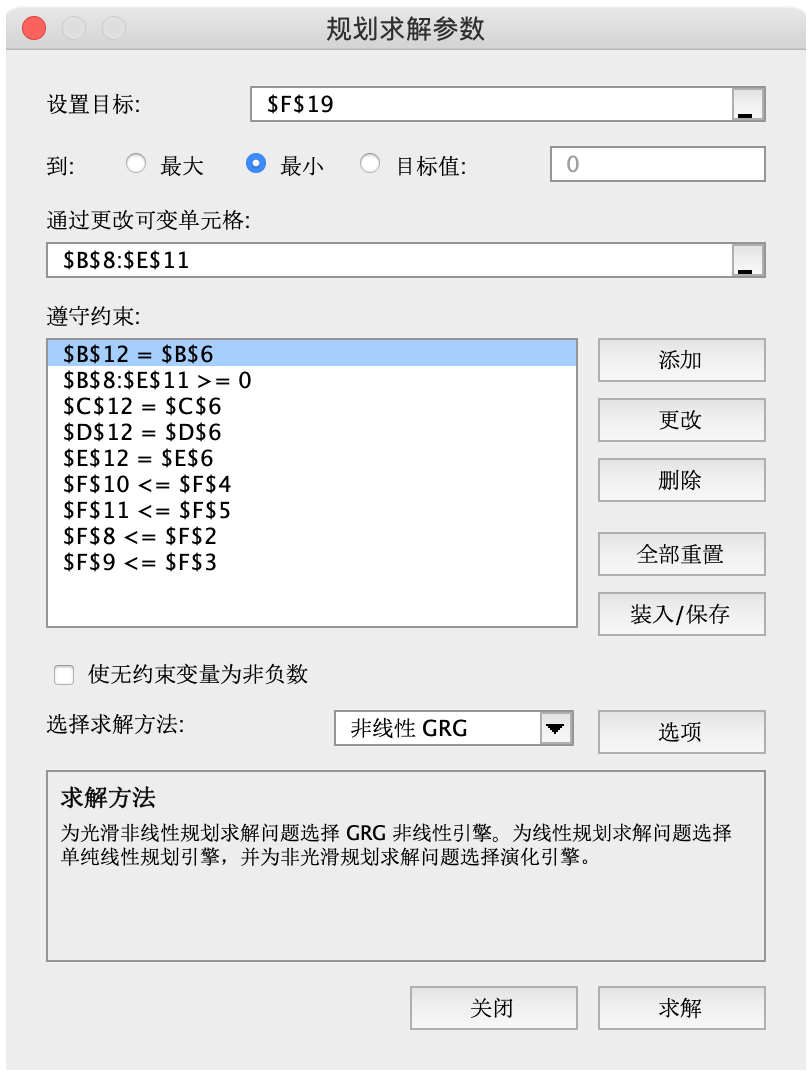 规划求解参数
设置目标:
$F$19
到:
最大
最小
目标值:
0
通过更改可变单元格:
$B$8:$E$11
遵守约束:
$B$12 = $B$6
$B$8:$E$11 >= 0
$C$12 = $C$6
$D$12 = $D$6
$E$12 = $E$6
$F$10 <= $F$4
$F$11 <= $F$5
$F$8 <= $F$2
$F$9 <= $F$3
添加
更改
删除
全部重置
装入/保存
使无约束变量为非负数
选择求解方法:
非线性 GRG
选项
求解方法
为光滑非线性规划求解问题选择 GRG 非线性引擎。为线性规划求解问题选择
单纯线性规划引擎，并为非光滑规划求解问题选择演化引擎。
关闭
求解